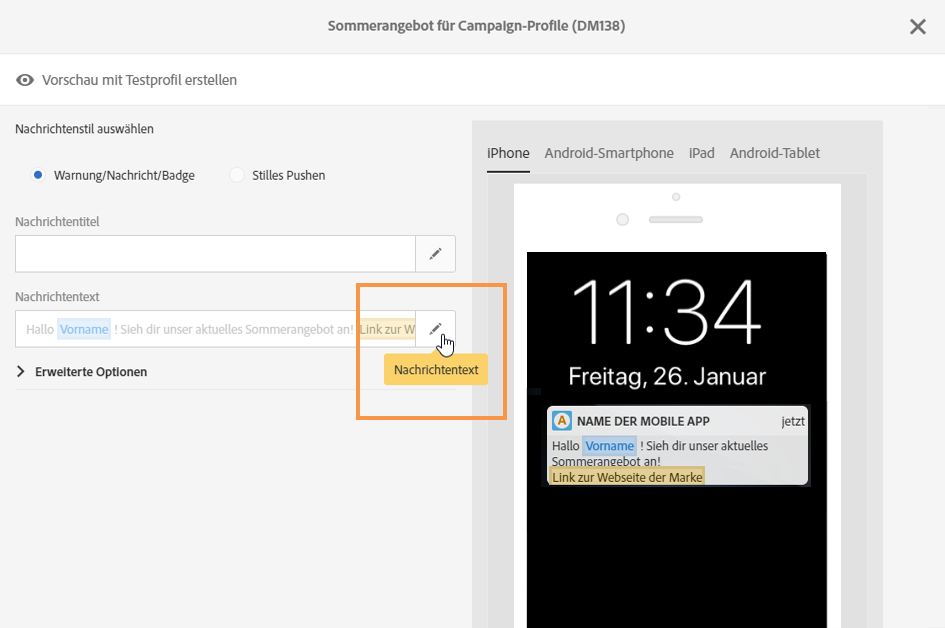 Sommerangebot für Campaign-Profile (DM138)
Vorschau mit Testprofil erstellen
Nachrichtenstil auswählen
Warnung/Nachricht/Badge
Stilles Pushen
Nachrichtentitel
Nachrichtentext
Hallo Vorname ! Sieh dir unser aktuelles Sommerangebot an! Link zur W
Nachrichtentext
Erweiterte Optionen
iPhone Android-Smartphone iPad Android-Tablet
11:34
Freitag, 26. Januar
A NAME DER MOBILE APP jetzt
Hallo Vorname ! Sieh dir unser aktuelles
Sommerangebot an!
Link zur Webseite der Marke